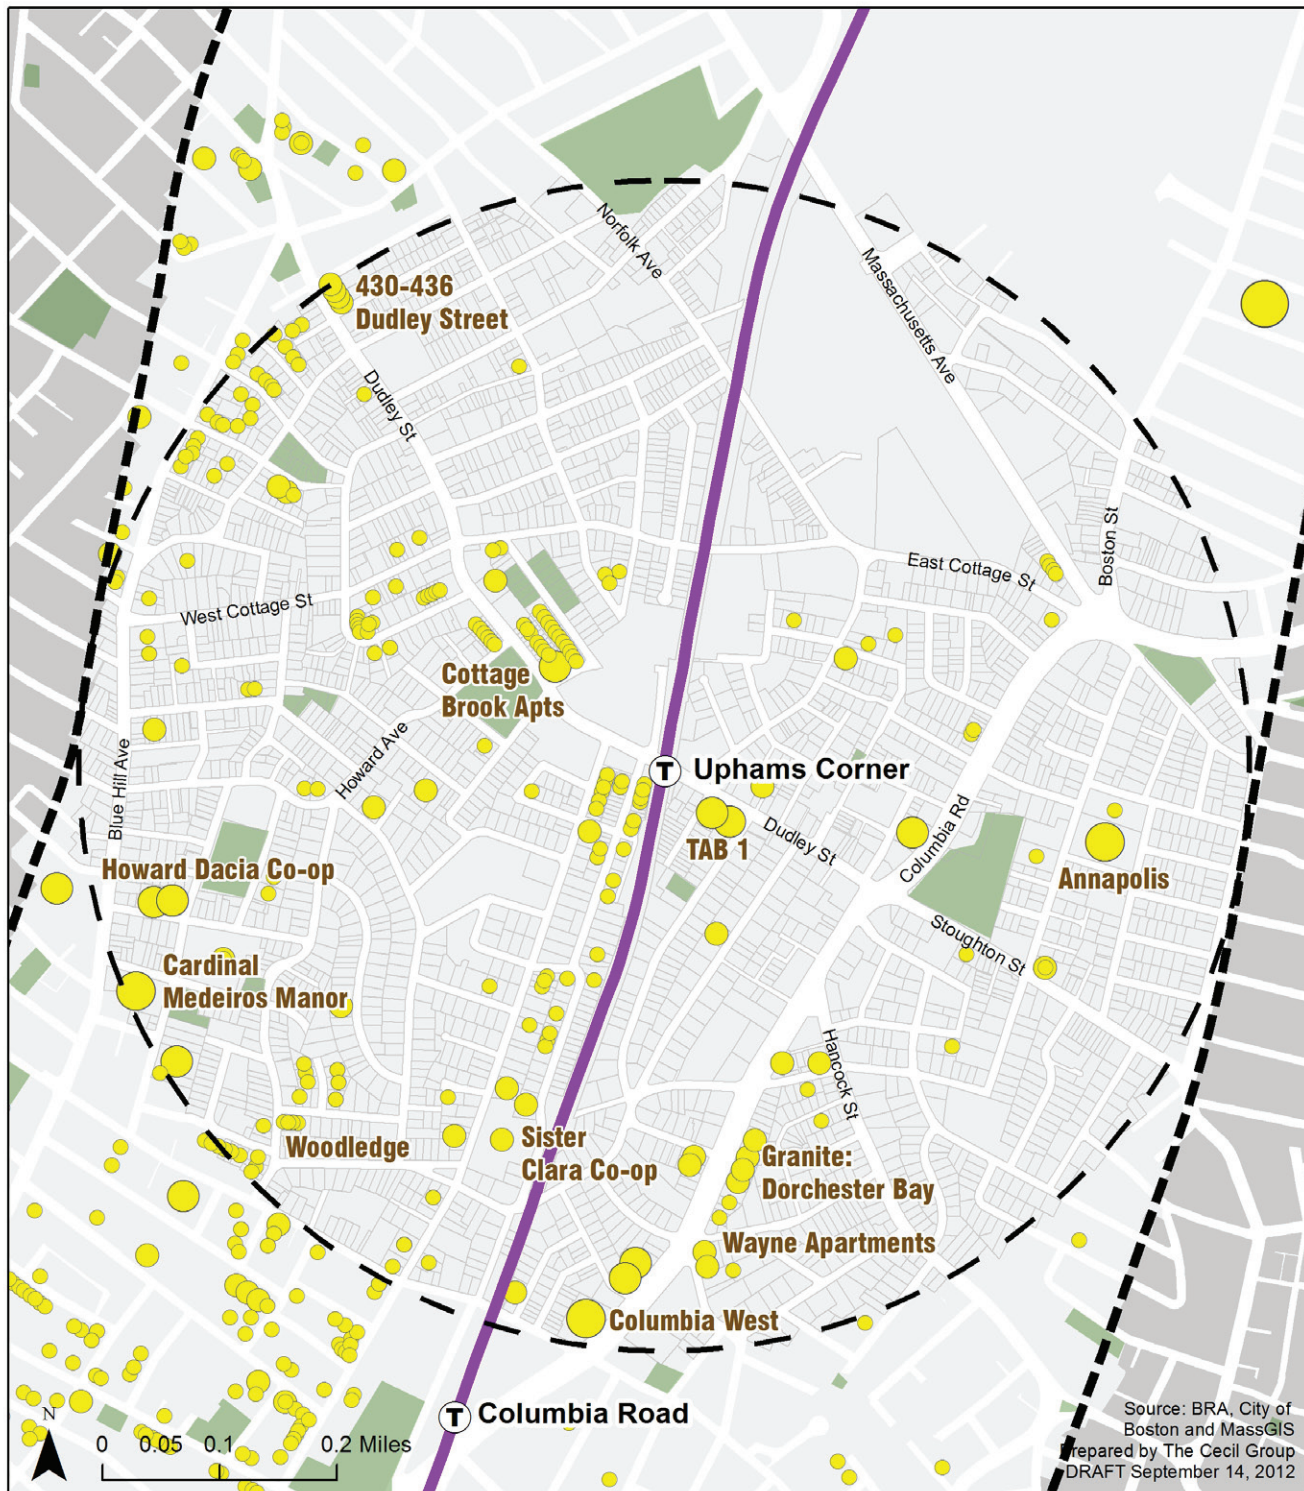 Norfolk Ave
430-436
Dudley Street
Massachusetts Ave
Dudley St
Boston St
East Cottage St
West Cottage St
Cottage
Brook Apts
Howard Ave
Blue Hill Ave
T Uphams Corner
TAB 1
Dudley St
Columbia Rd
Annapolis
Howard Dacia Co-op
Stoughton St
Cardinal
Medeiros Manor
Hancock St
Woodledge
Sister
Clara Co-op
Granite:
Dorchester Bay
Wayne Apartments
Columbia West
T Columbia Road
N
0 0.05 0.1 0.2 Miles
Source: BRA, City of
Boston and MassGIS
Prepared by The Cecil Group
DRAFT September 14, 2012